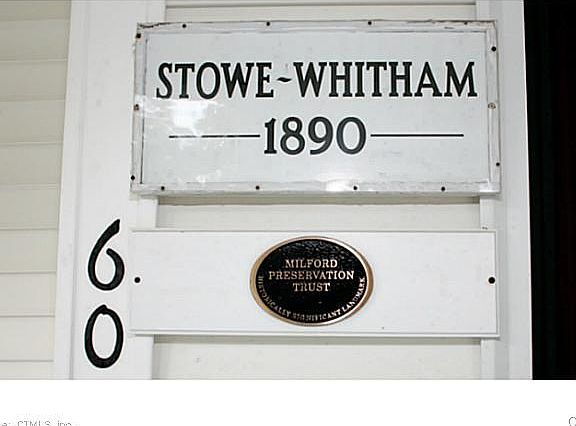 STOWE~WHITHAM
1890
60
MILFORD
PRESERVATION
TRUST
HISTORICALLY SIGNIFICANT LANDMARK